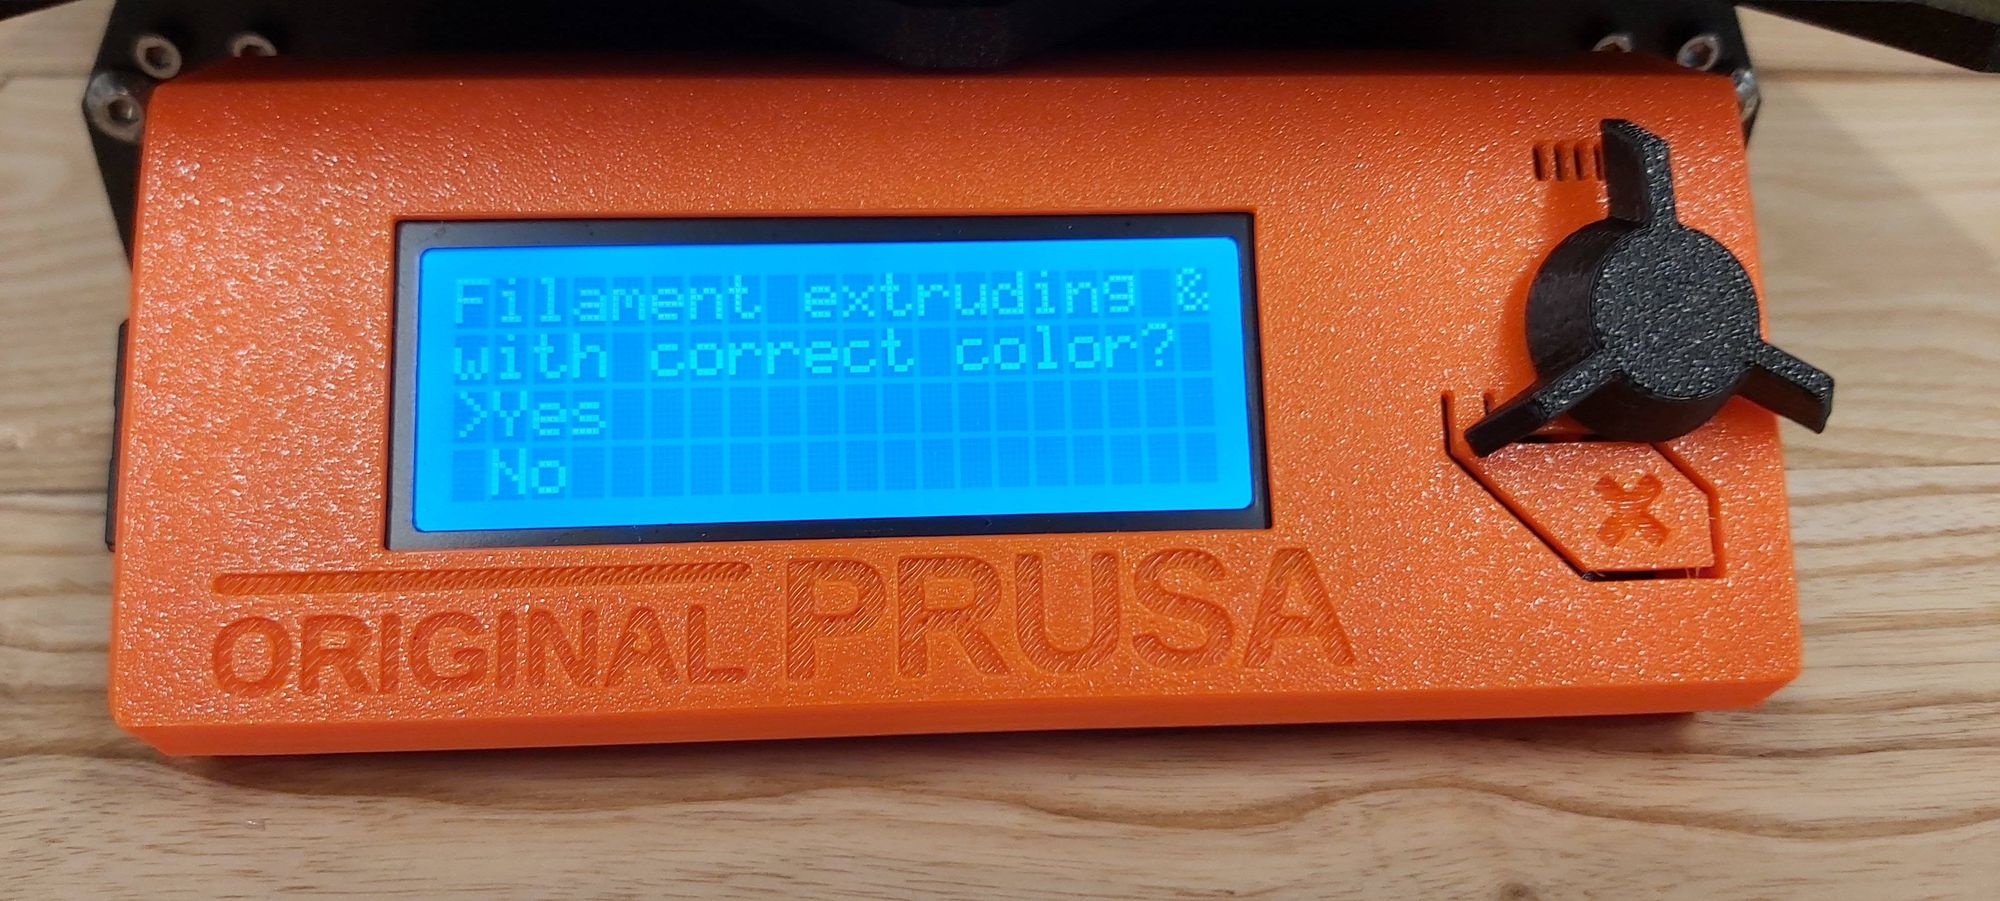 Filament extruding &
with correct color?
>Yes
No
ORIGINAL PRUSA